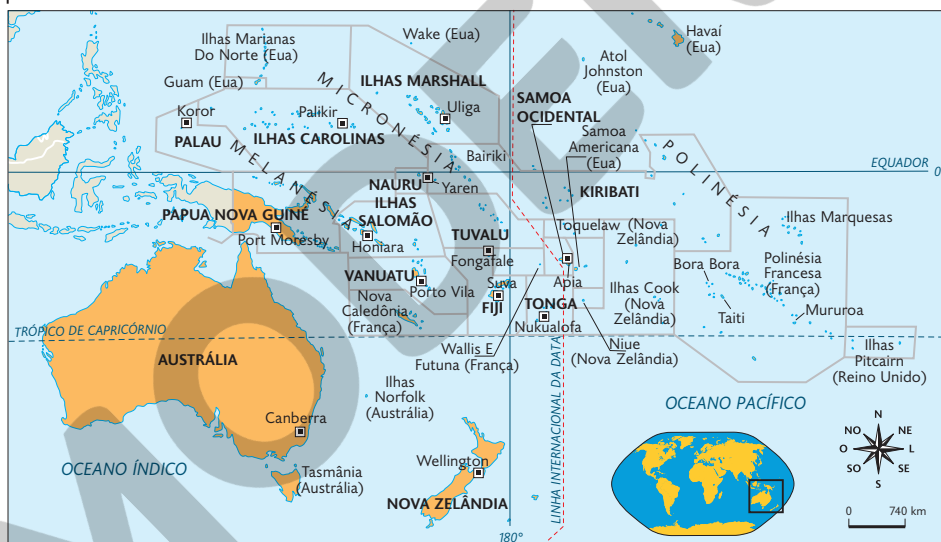 Ilhas Marianas
Do Norte (Eua)
Wake (Eua)
Havaí
(Eua)
Guam (Eua)
MICRONÉSIA
ILHAS MARSHALL
Uliga
Atol
Johnston
(Eua)
Koror
PALAU
Palikir
ILHAS CAROLINAS
SAMOA
OCIDENTAL
Samoa
Americana
(Eua)
MELANÉSIA
POLINÉSIA
Bairiki
EQUADOR
0
NAURU
Yaren
KIRIBATI
PAPUA NOVA GUINÉ
Port Moresby
ILHAS
SALOMÃO
Honiara
TUVALU
Fongafale
Toquelaw (Nova
Zelândia)
Ilhas Marquesas
VANUATU
Porto Vila
Suva
FIJI
Apia
Bora Bora
Polinésia
Francesa
(França)
Nova
Caledônia
(França)
TONGA
Nukualofa
Ilhas Cook
(Nova
Zelândia)
Taiti
Mururoa
TRÓPICO DE CAPRICÓRNIO
Wallis E
Futuna (França)
Niue
(Nova Zelândia)
Ilhas
Pitcairn
(Reino Unido)
AUSTRÁLIA
Ilhas
Norfolk
(Austrália)
LINHA INTERNACIONAL DA DATA
OCEANO PACÍFICO
Canberra
OCEANO ÍNDICO
Tasmânia
(Austrália)
Wellington
NOVA ZELÂNDIA
180°
N
NO NE
O L
SO SE
S
0 740 km